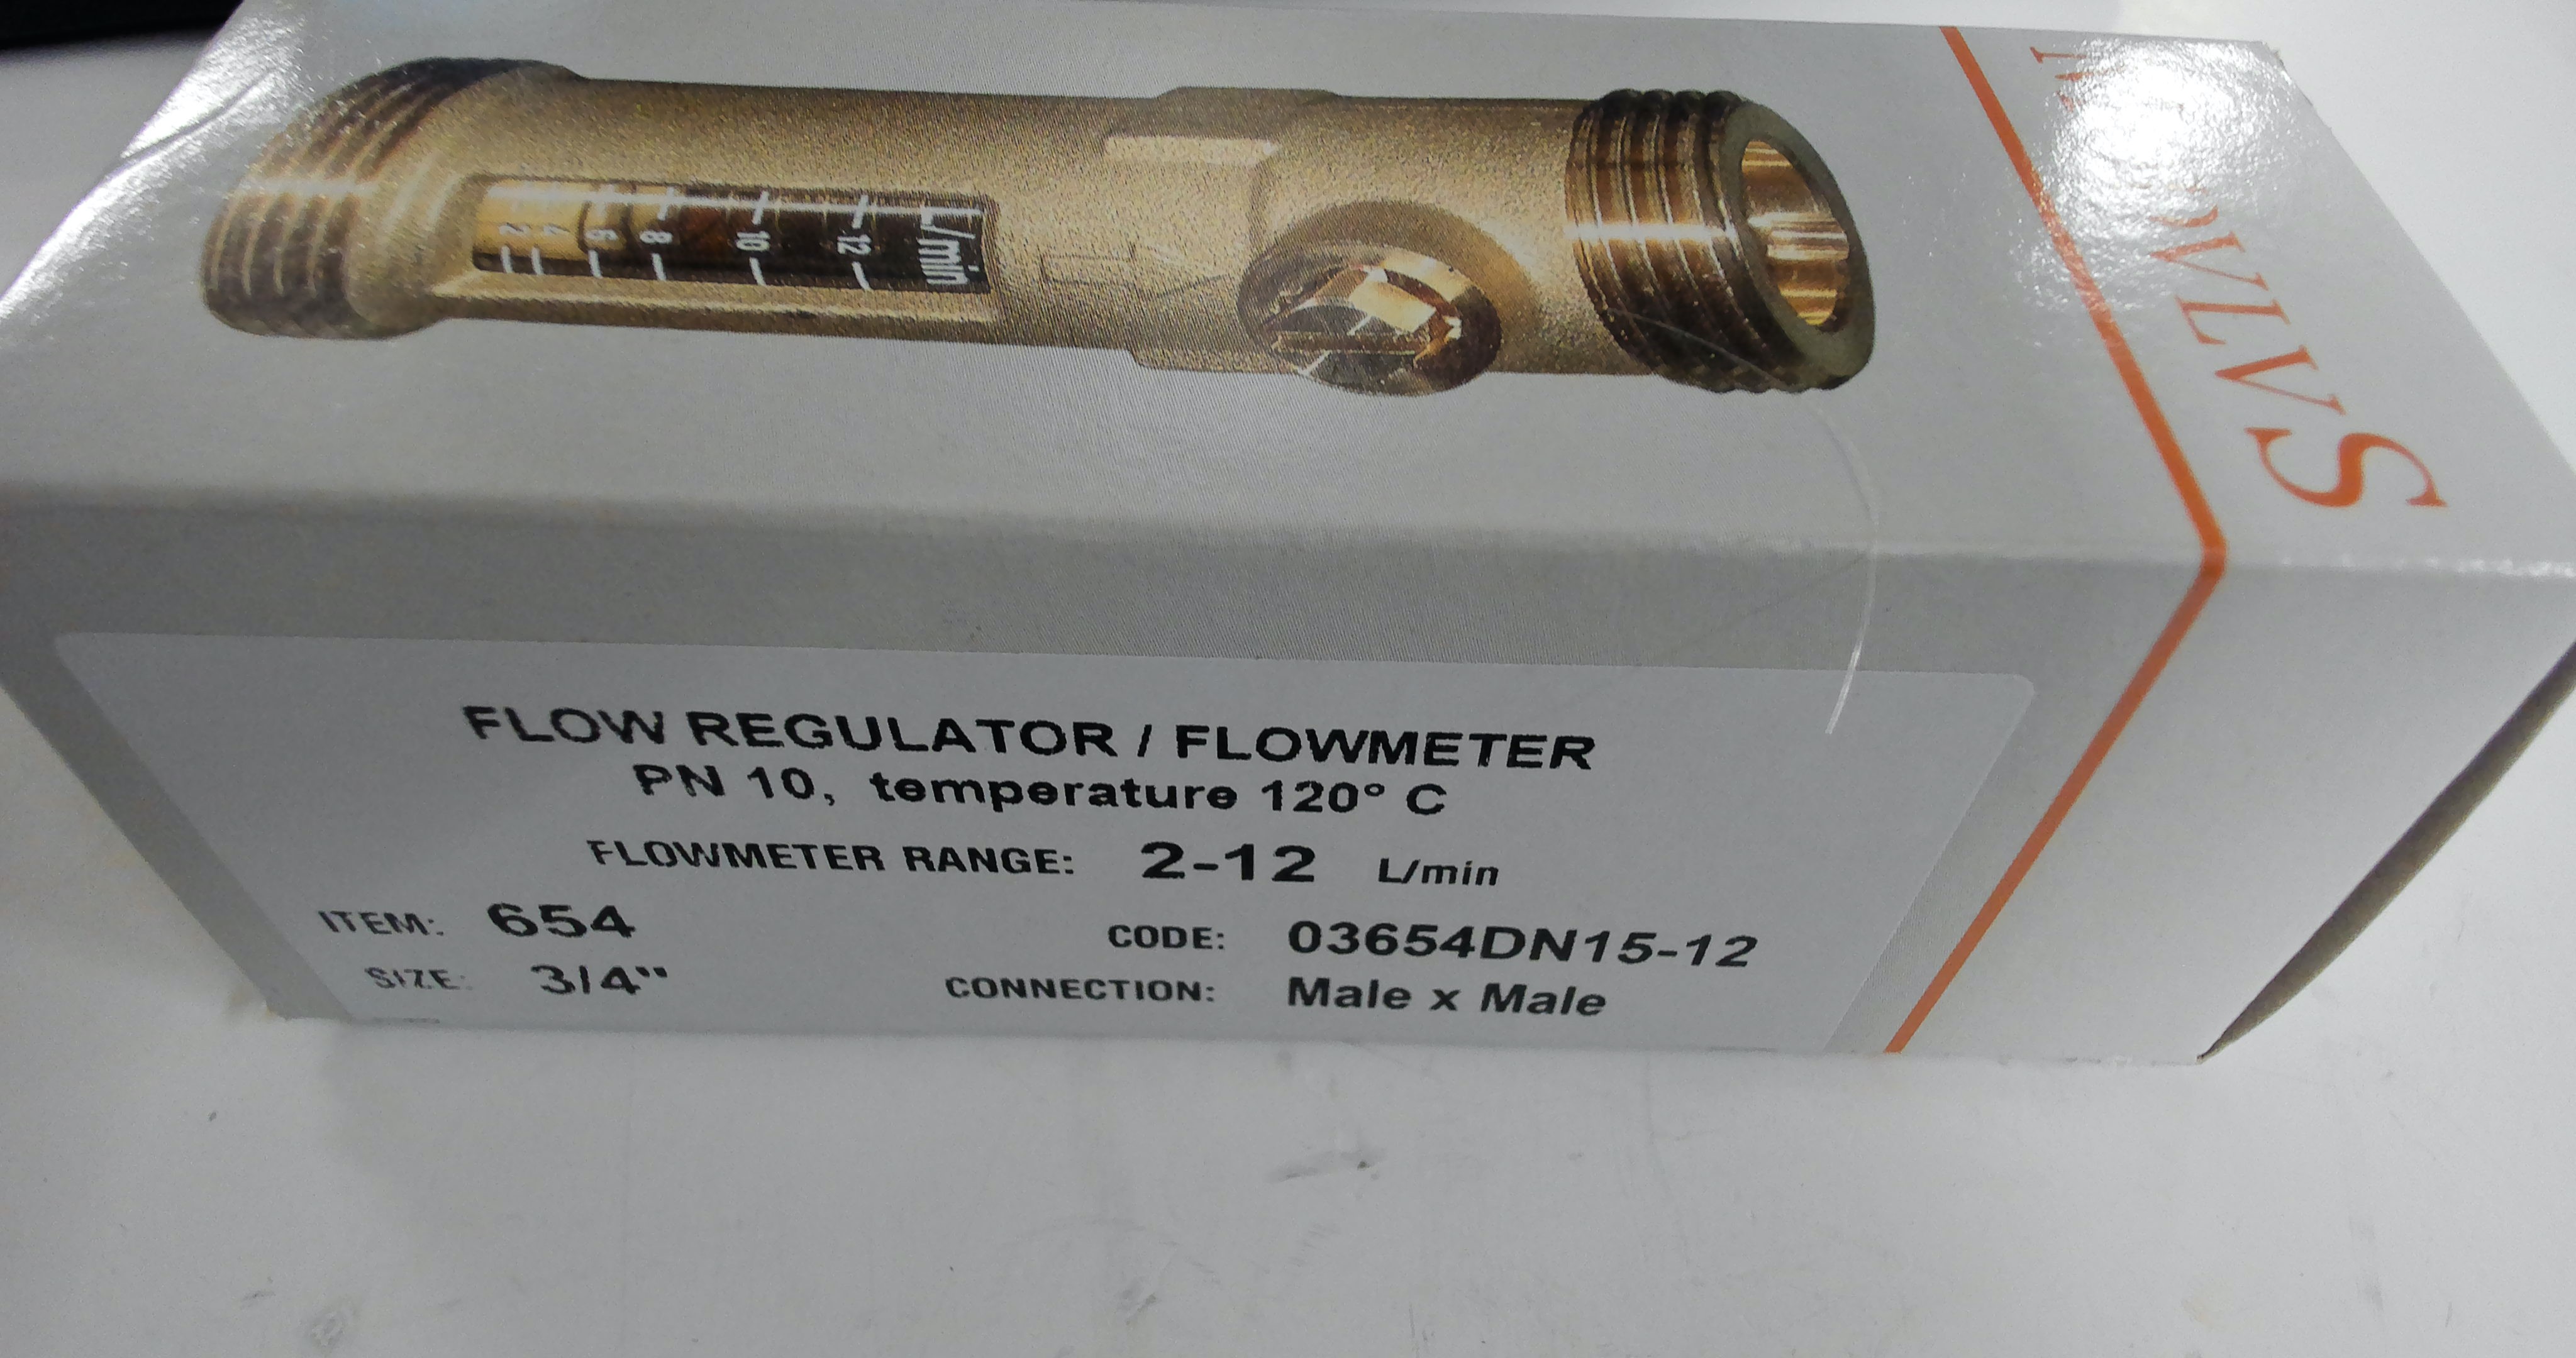 2 4 6 8 10 12 L/min
FLOW REGULATOR / FLOWMETER
PN 10, temperature 120° C
FLOWMETER RANGE: 2-12 L/min
ITEM: 654 CODE: 03654DN15-12
SIZE: 3/4" CONNECTION: Male x Male